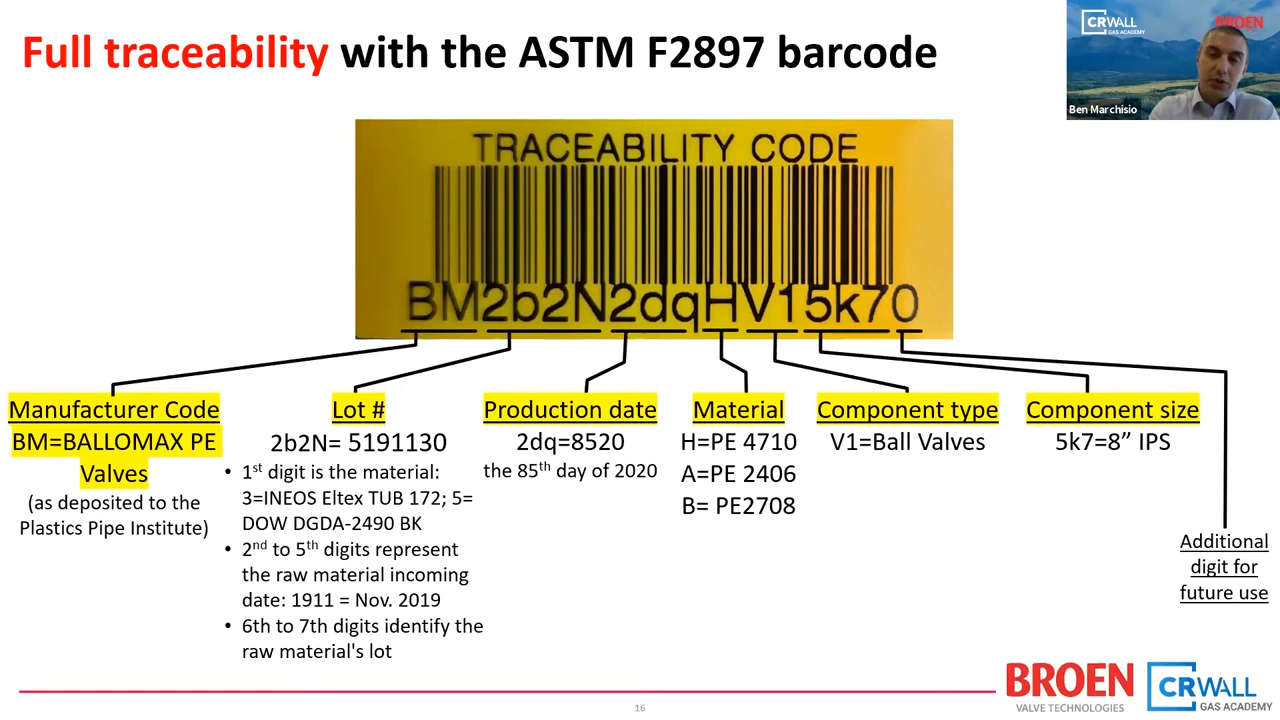 Full traceability with the ASTM F2897 barcode
CRWALL
GAS ACADEMY
BROEN
Ben Marchisio
TRACEABILITY CODE
BM2b2N2dqHV15k70
Manufacturer Code
BM=BALLOMAX PE
Valves
(as deposited to the
Plastics Pipe Institute)
Lot #
2b2N= 5191130
• 1st digit is the material:
3=INEOS Eltex TUB 172; 5=
DOW DGDA-2490 BK
• 2nd to 5th digits represent
the raw material incoming
date: 1911 = Nov. 2019
• 6th to 7th digits identify the
raw material's lot
Production date
2dq=8520
the 85th day of 2020
Material
H=PE 4710
A=PE 2406
B= PE2708
Component type
V1=Ball Valves
Component size
5k7=8” IPS
Additional
digit for
future use
16
BROEN
VALVE TECHNOLOGIES
CRWALL
GAS ACADEMY